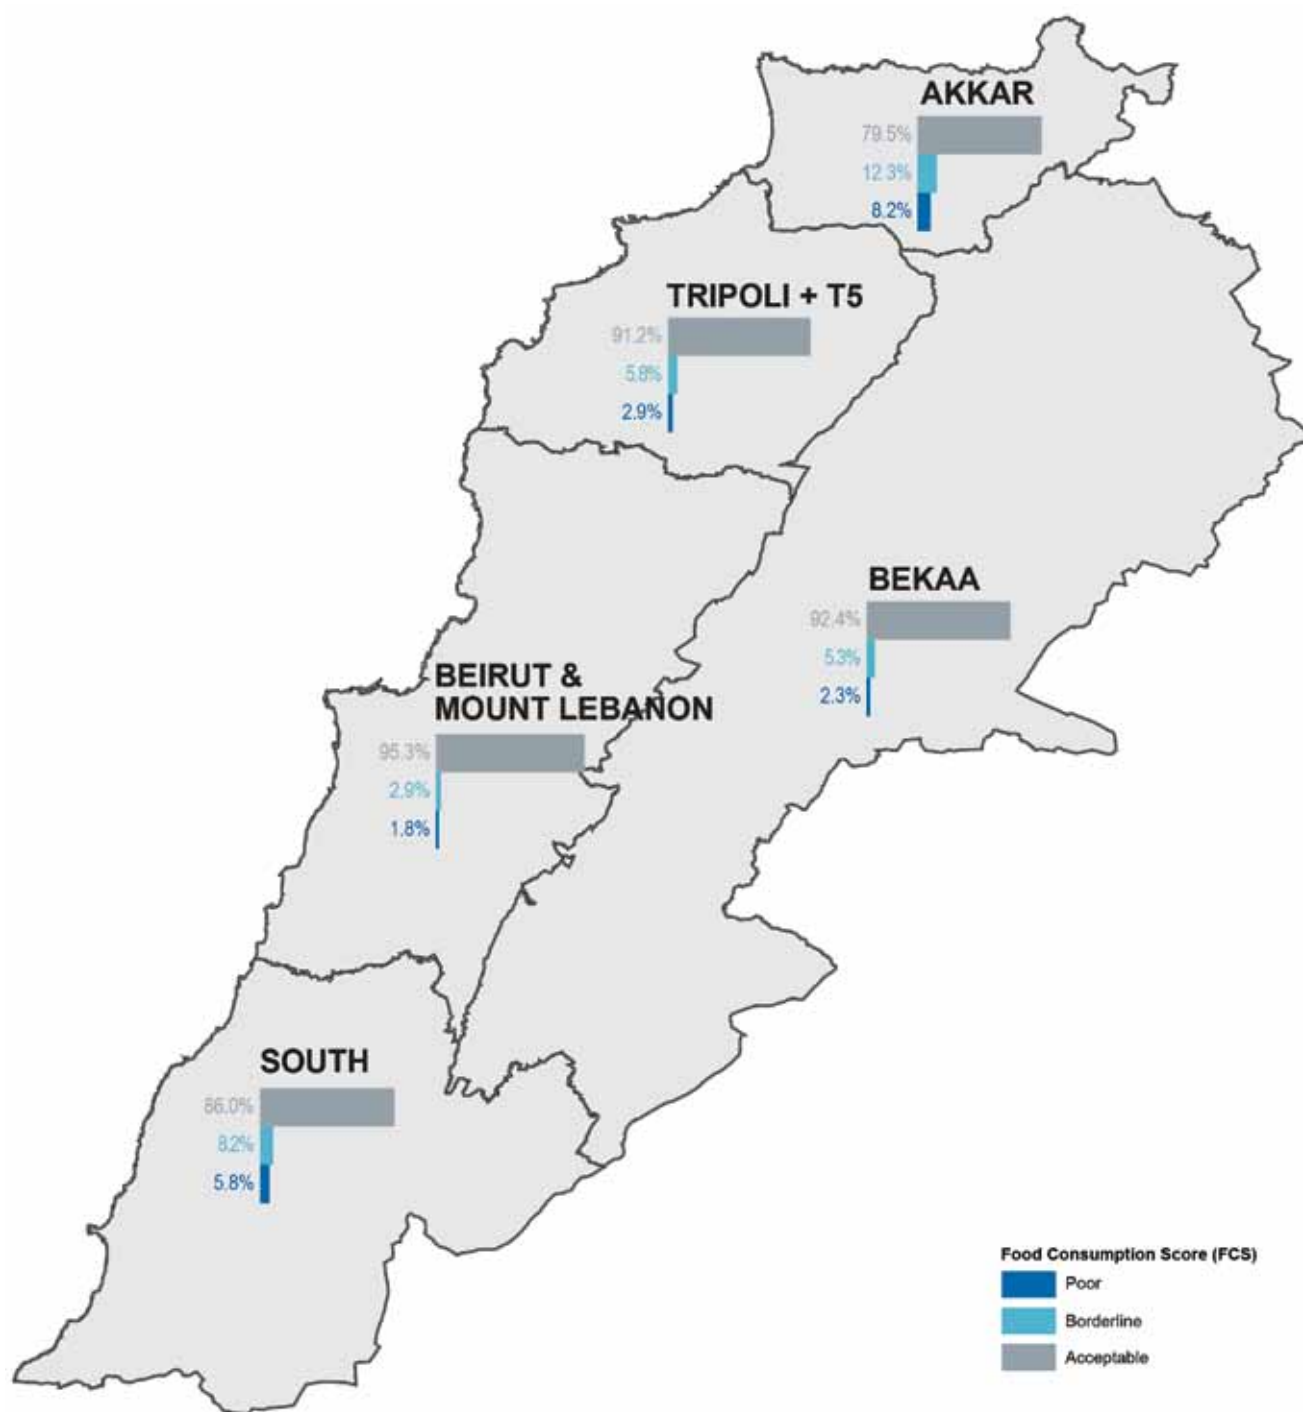 AKKAR
79.5%
12.3%
8.2%
TRIPOLI + T5
91.2%
5.8%
2.9%
BEKAA
92.4%
5.3%
2.3%
BEIRUT &
MOUNT LEBANON
95.3%
2.9%
1.8%
SOUTH
86.0%
8.2%
5.8%
Food Consumption Score (FCS)
Poor
Borderline
Acceptable